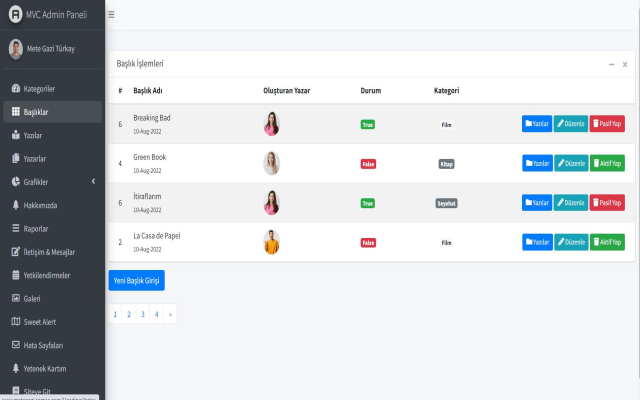 MVC Admin Paneli
Mete Gazi Türkay
Kategoriler
Başlıklar
Yazılar
Yazarlar
Grafikler
Hakkımızda
Raporlar
İletişim & Mesajlar
Yetkilendirmeler
Galeri
Sweet Alert
Hata Sayfaları
Yetenek Kartım
Siteye Git
Başlık İşlemleri
# Başlık Adı Oluşturan Yazar Durum Kategori
6 Breaking Bad True Film Yazılar Düzenle Pasif Yap
10-Aug-2022
4 Green Book False Kitap Yazılar Düzenle Aktif Yap
10-Aug-2022
6 İtiraflarım True Seyehat Yazılar Düzenle Pasif Yap
10-Aug-2022
2 La Casa de Papel False Film Yazılar Düzenle Aktif Yap
10-Aug-2022
Yeni Başlık Girişi
1 2 3 4 »